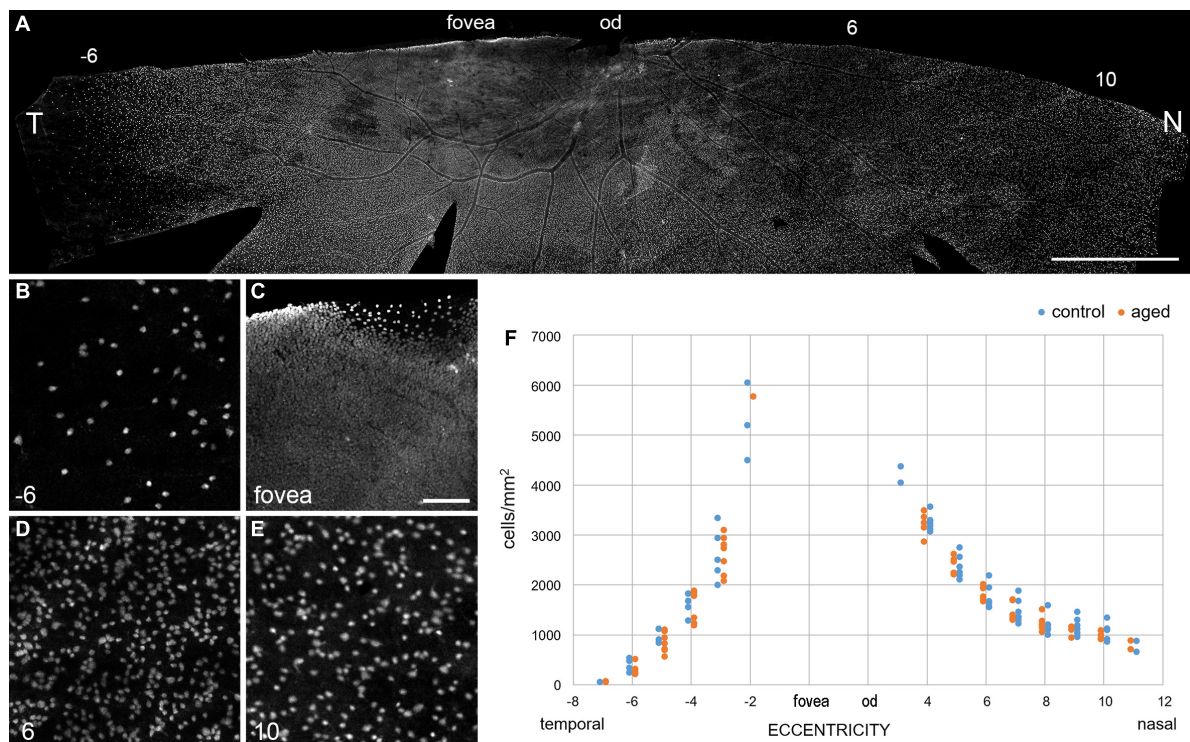 A
fovea
od
-6
6
10
T
N
B
-6
C
fovea
D
6
E
10
F
control
aged
7000
6000
5000
4000
3000
2000
1000
0
cells/mm²
-8
-6
-4
-2
fovea
od
4
6
8
10
12
temporal
ECCENTRICITY
nasal